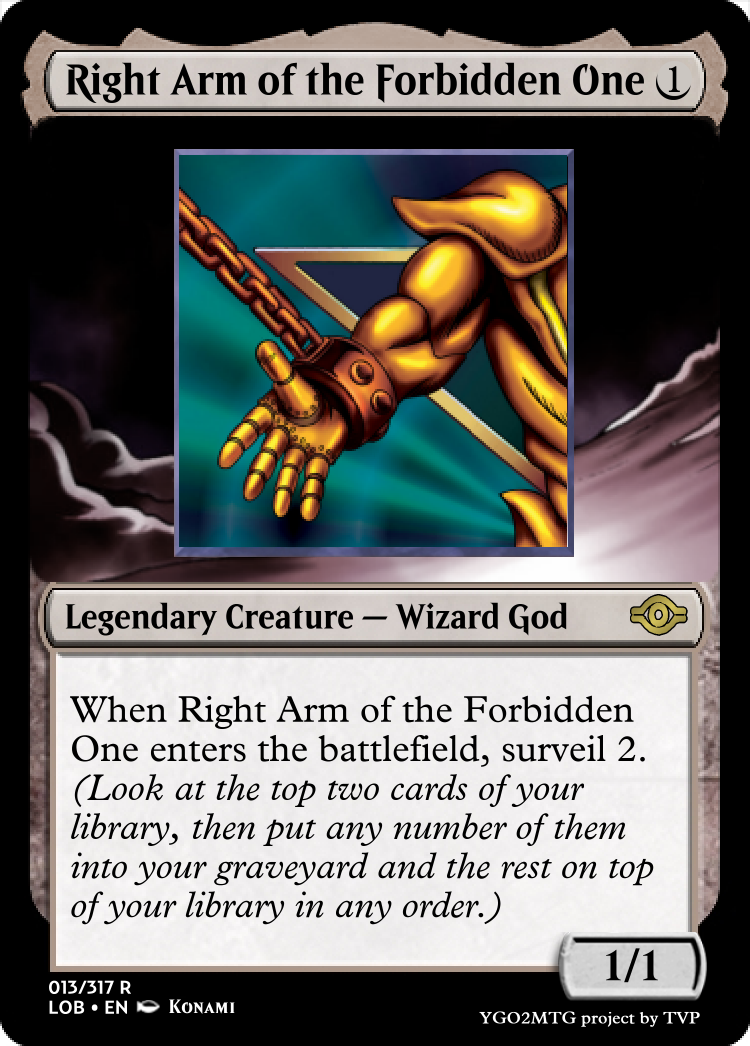 Right Arm of the Forbidden One 1
Legendary Creature — Wizard God
When Right Arm of the Forbidden
One enters the battlefield, surveil 2.
(Look at the top two cards of your
library, then put any number of them
into your graveyard and the rest on top
of your library in any order.)
1/1
013/317 R
LOB • EN Konami
YGO2MTG project by TVP